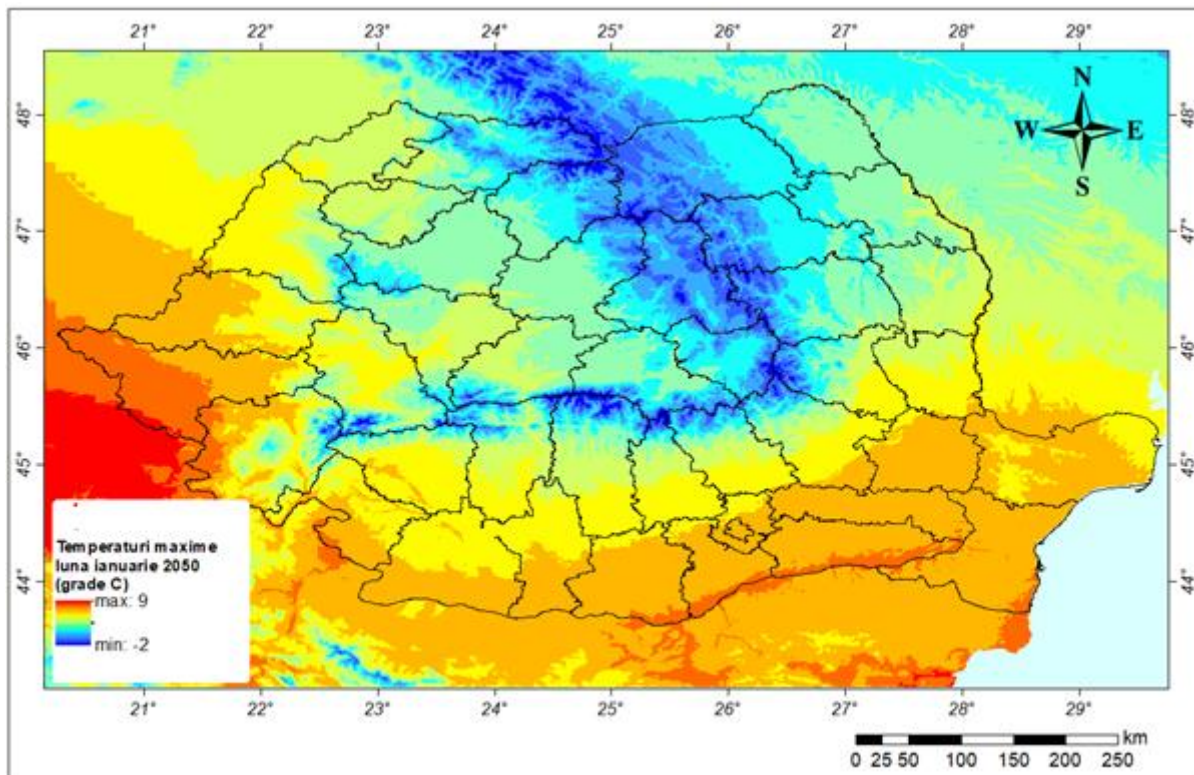 21° 22° 23° 24° 25° 26° 27° 28° 29°
N
W E
S
48° 48°
47° 47°
46° 46°
45° 45°
44° 44°
Temperaturi maxime
luna ianuarie 2050
(grade C)
max: 9
min: -2
21° 22° 23° 24° 25° 26° 27° 28° 29°
km
0 25 50 100 150 200 250